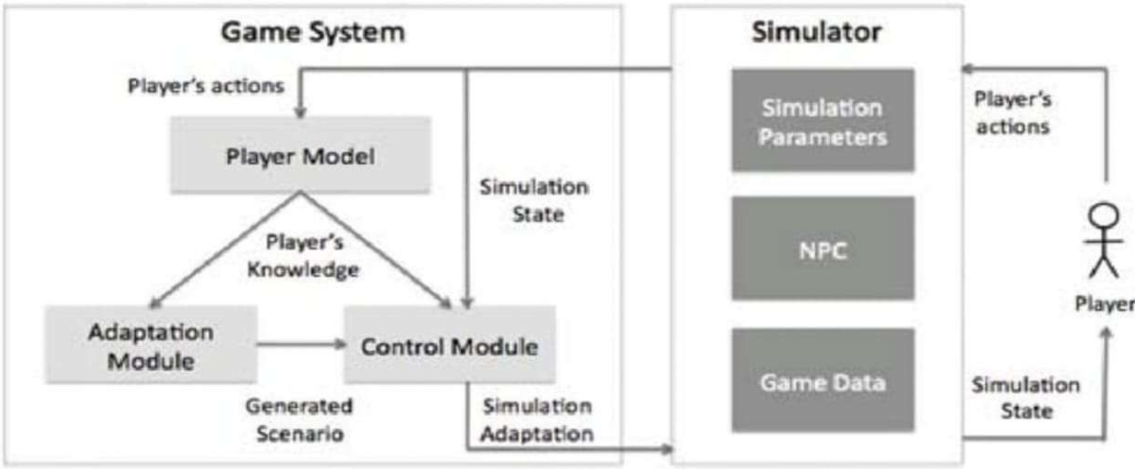 Game System
Player's actions
Player Model
Simulation
State
Player's
Knowledge
Adaptation
Module
Control Module
Generated
Scenario
Simulation
Adaptation
Simulator
Simulation
Parameters
NPC
Game Data
Player's
actions
Player
Simulation
State